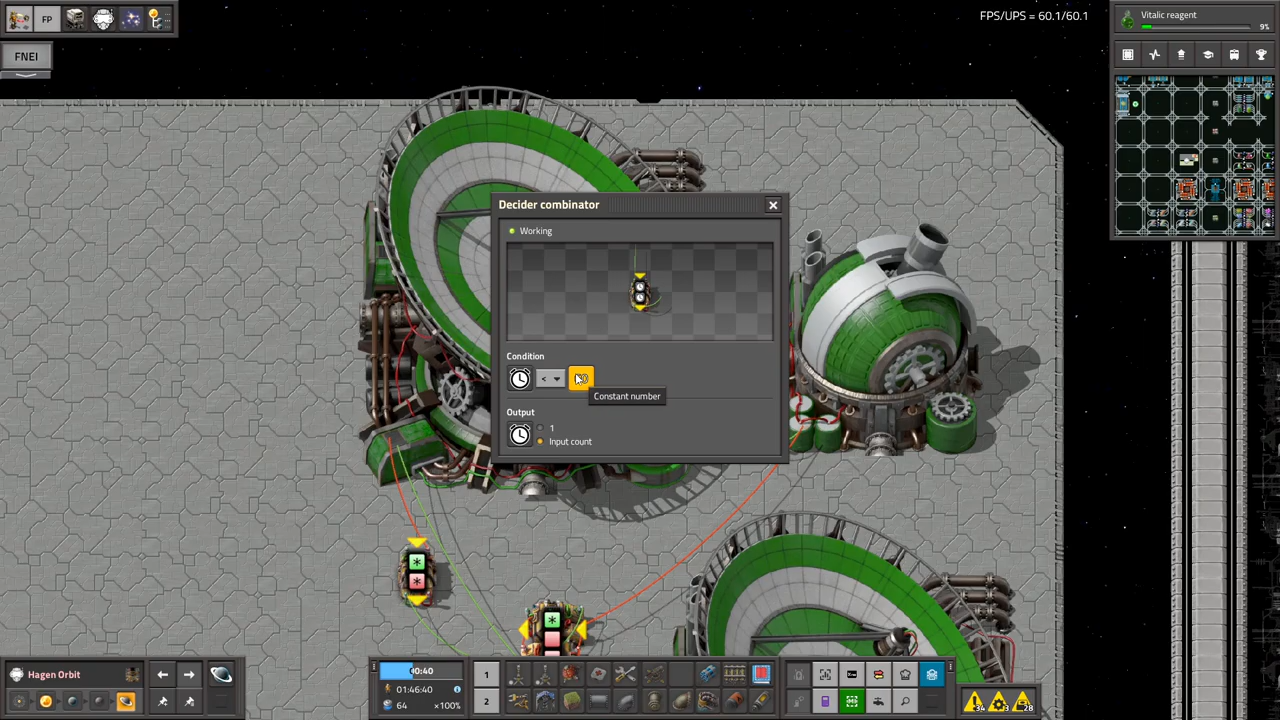 FP
FPS/UPS = 60.1/60.1
Vitalic reagent
9%
FNEI
Decider combinator
Working
Condition
<
Constant number
Output
1
Input count
Hagen Orbit
00:40
01:46:40
64 ×100%
1
2